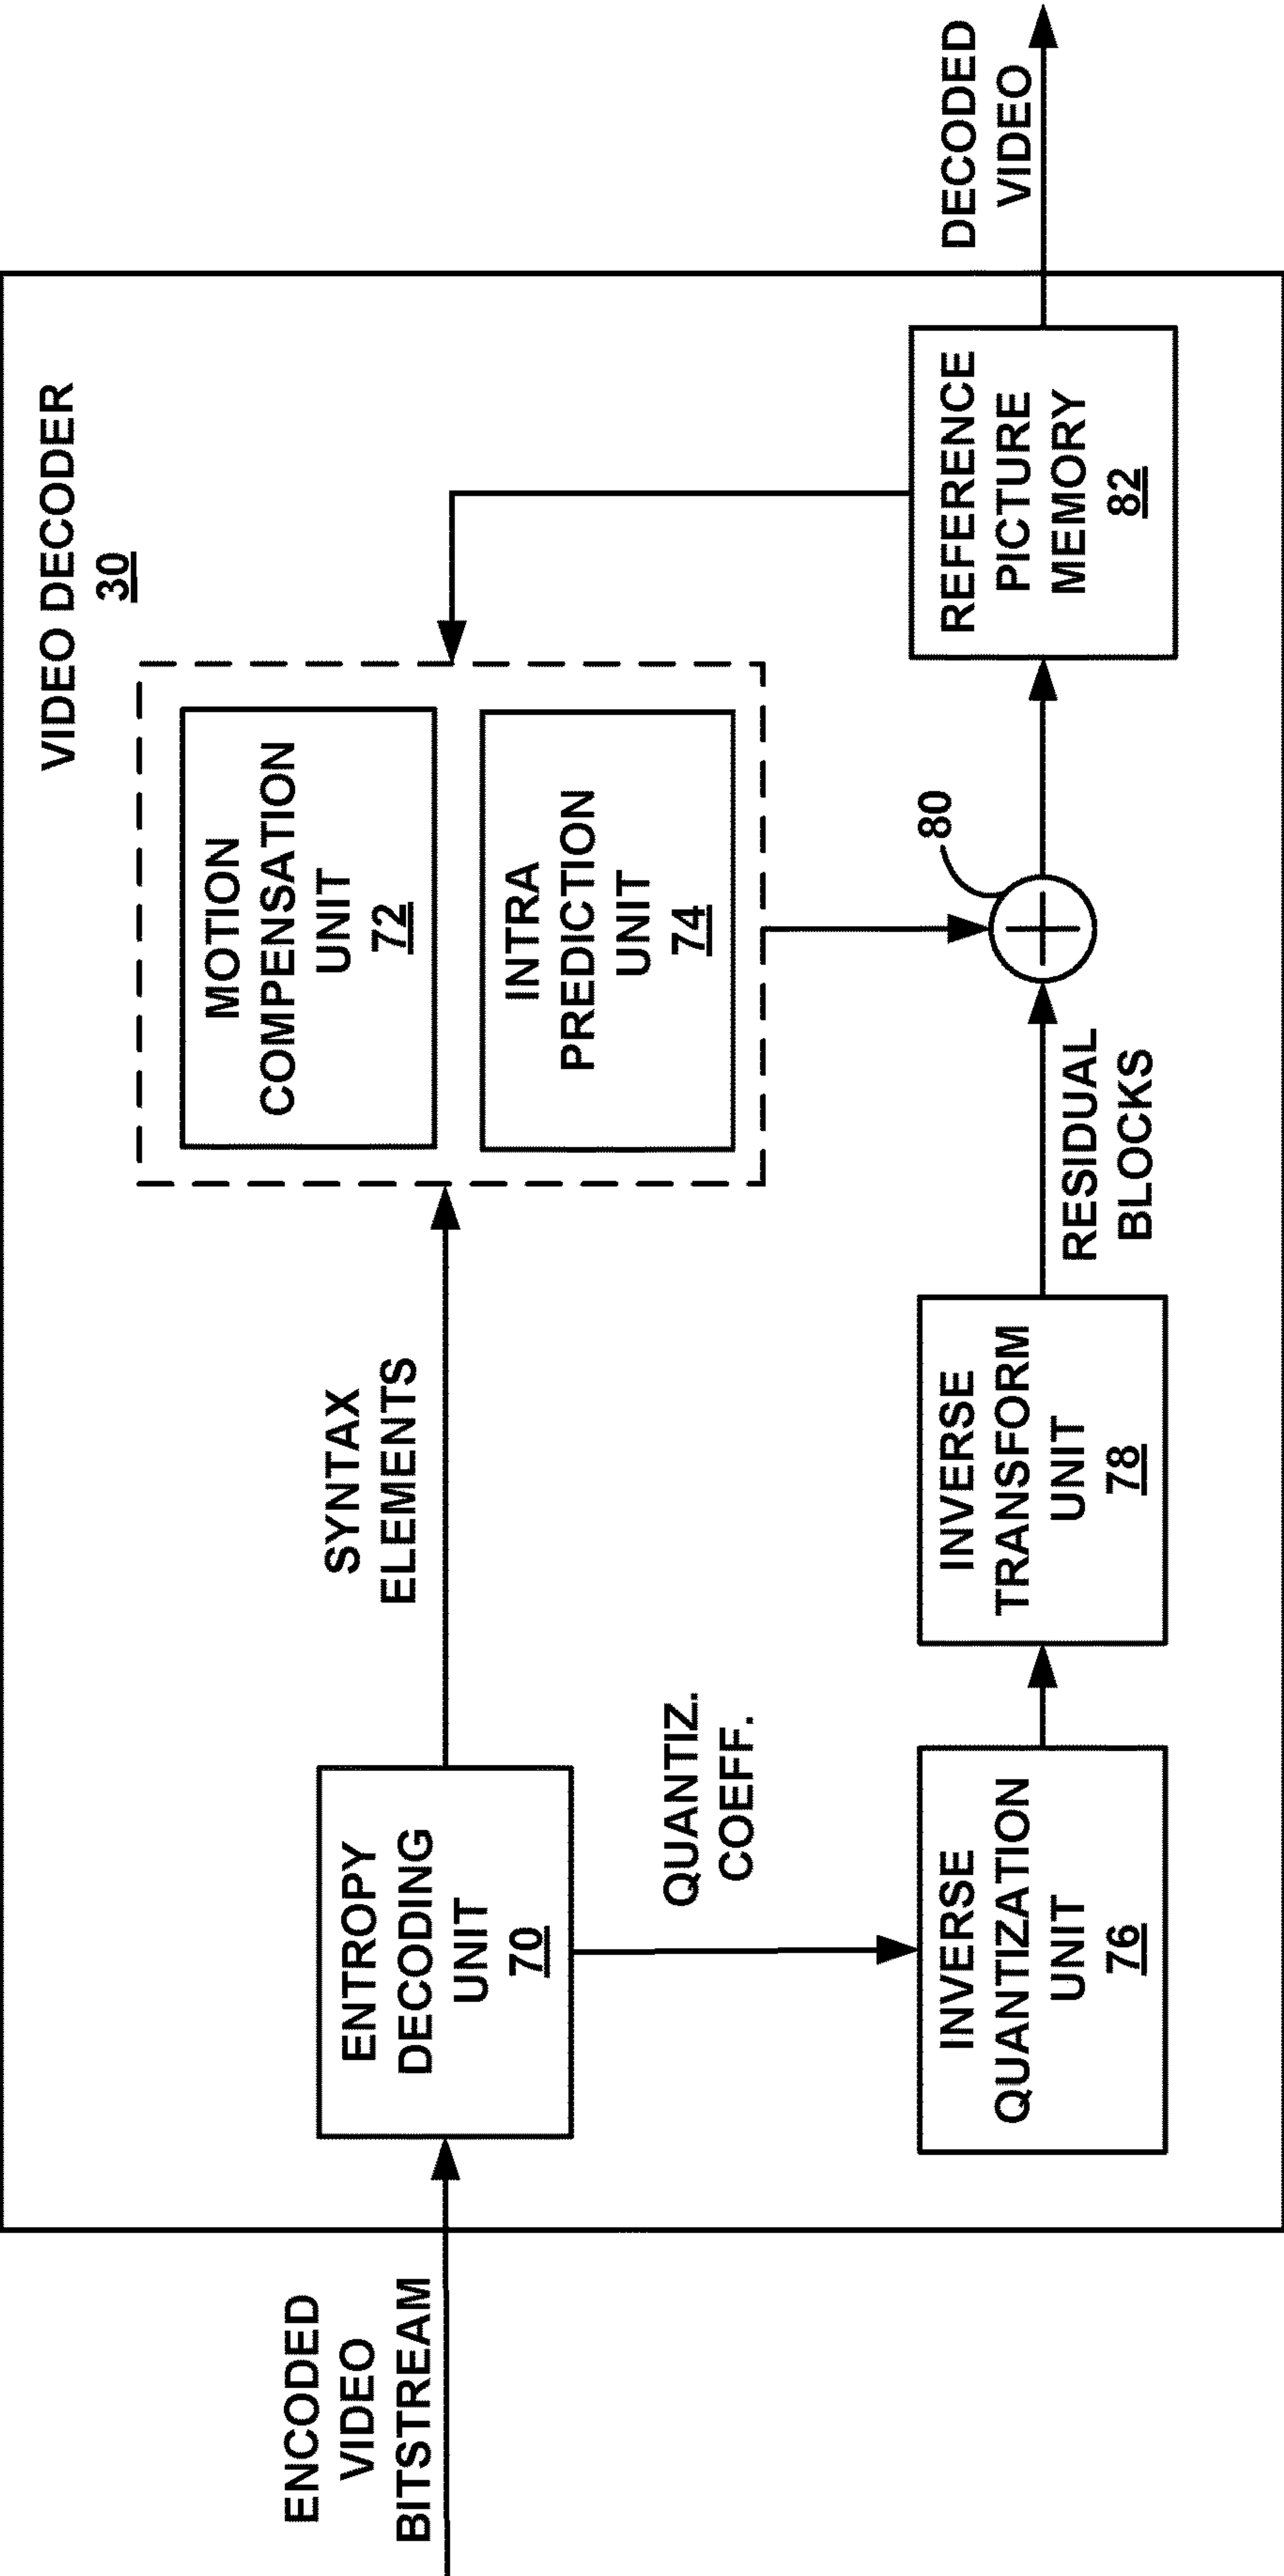 VIDEO DECODER
30
ENCODED
VIDEO
BITSTREAM
ENTROPY
DECODING
UNIT
70
SYNTAX
ELEMENTS
MOTION
COMPENSATION
UNIT
72
INTRA
PREDICTION
UNIT
74
QUANTIZ.
COEFF.
INVERSE
QUANTIZATION
UNIT
76
INVERSE
TRANSFORM
UNIT
78
RESIDUAL
BLOCKS
80
REFERENCE
PICTURE
MEMORY
82
DECODED
VIDEO